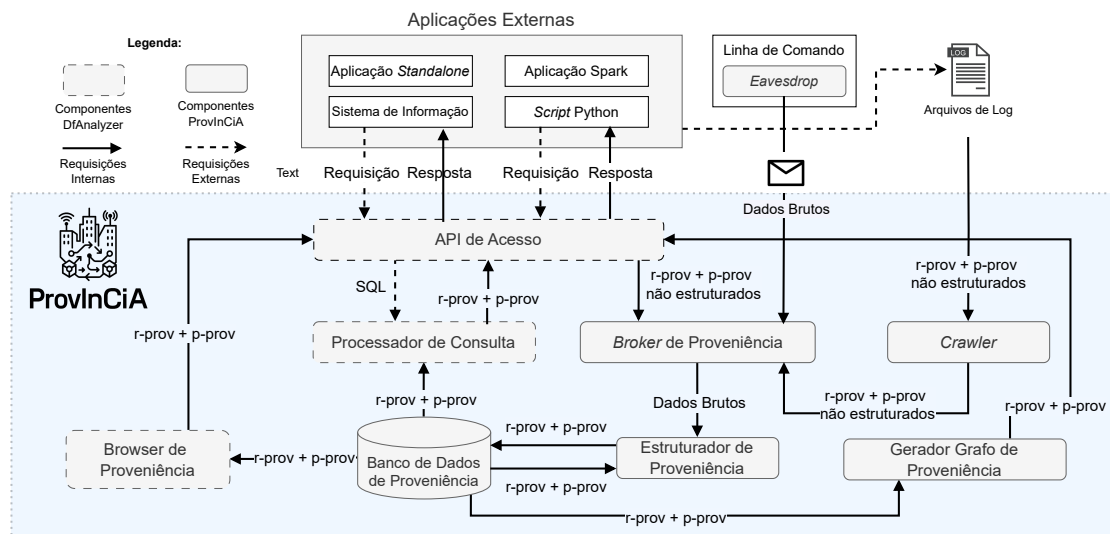 Aplicações Externas
Legenda:
Componentes
DfAnalyzer
Componentes
ProvInCiA
Requisições
Internas
Requisições
Externas
Text
Aplicação Standalone
Aplicação Spark
Sistema de Informação
Script Python
Linha de Comando
Eavesdrop
LOG
Arquivos de Log
Requisição
Resposta
Requisição
Resposta
Dados Brutos
ProvInCiA
API de Acesso
SQL
r-prov + p-prov
r-prov + p-prov
não estruturados
r-prov + p-prov
não estruturados
r-prov + p-prov
Processador de Consulta
Broker de Proveniência
Crawler
r-prov + p-prov
Dados Brutos
r-prov + p-prov
não estruturados
r-prov + p-prov
Browser de
Proveniência
r-prov + p-prov
Banco de Dados
de Proveniência
r-prov + p-prov
r-prov + p-prov
Estruturador de
Proveniência
Gerador Grafo de
Proveniência
r-prov + p-prov